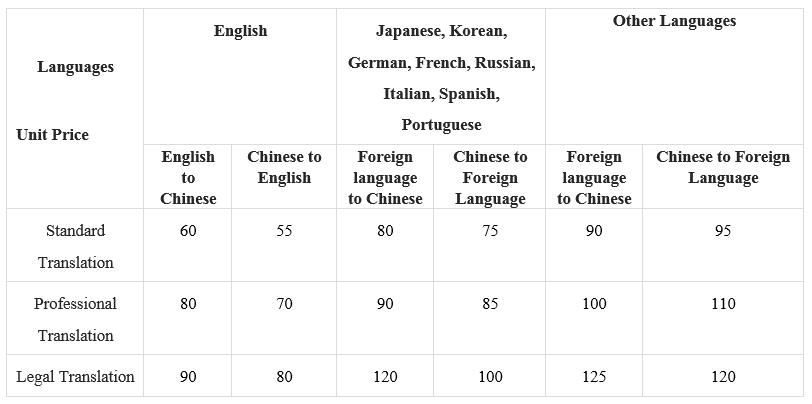 Languages
Unit Price
English
Japanese, Korean,
German, French, Russian,
Italian, Spanish,
Portuguese
Other Languages
English
to
Chinese
Chinese to
English
Foreign
language
to Chinese
Chinese to
Foreign
Language
Foreign
language
to Chinese
Chinese to Foreign
Language
Standard
Translation
60
55
80
75
90
95
Professional
Translation
80
70
90
85
100
110
Legal Translation
90
80
120
100
125
120